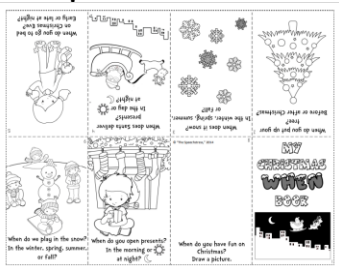 When do you go to bed
on Christmas Eve?
Early or late at night?
When does Santa deliver
presents?
In the day or
at night?
When does it snow?
In the winter, spring, summer,
or fall?
When do you put up your
tree?
Before or after Christmas?
When do we play in the snow?
In the winter, spring, summer,
or fall?
When do you open presents?
In the morning or
at night?
When do you have fun on
Christmas?
Draw a picture.
MY
CHRISTMAS
WHEN
BOOK